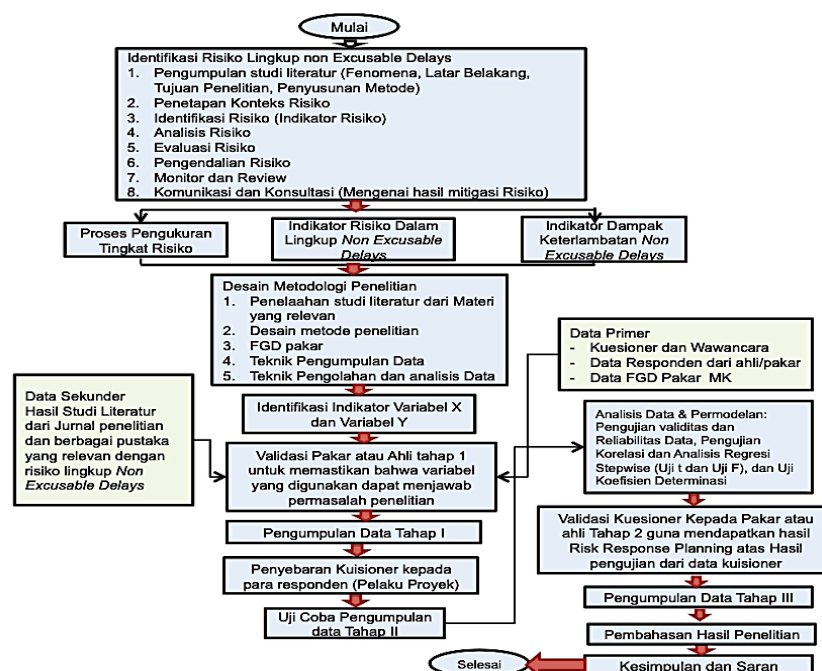 Mulai
Identifikasi Risiko Lingkup non Excusable Delays
1. Pengumpulan studi literatur (Fenomena, Latar Belakang,
Tujuan Penelitian, Penyusunan Metode)
2. Penetapan Konteks Risiko
3. Identifikasi Risiko (Indikator Risiko)
4. Analisis Risiko
5. Evaluasi Risiko
6. Pengendalian Risiko
7. Monitor dan Review
8. Komunikasi dan Konsultasi (Mengenai hasil mitigasi Risiko)
Proses Pengukuran
Tingkat Risiko
Indikator Risiko Dalam
Lingkup Non Excusable
Delays
Indikator Dampak
Keterlambatan Non
Excusable Delays
Desain Metodologi Penelitian
1. Penelaahan studi literatur dari Materi
yang relevan
2. Desain metode penelitian
3. FGD pakar
4. Teknik Pengumpulan Data
5. Teknik Pengolahan dan analisis Data
Data Primer
- Kuesioner dan Wawancara
- Data Responden dari ahli/pakar
- Data FGD Pakar MK
Data Sekunder
Hasil Studi Literatur
dari Jurnal penelitian
dan berbagai pustaka
yang relevan dengan
risiko lingkup Non
Excusable Delays
Identifikasi Indikator Variabel X
dan Variabel Y
Validasi Pakar atau Ahli tahap 1
untuk memastikan bahwa variabel
yang digunakan dapat menjawab
permasalah penelitian
Pengumpulan Data Tahap I
Penyebaran Kuisioner kepada
para responden (Pelaku Proyek)
Uji Coba Pengumpulan
data Tahap II
Analisis Data & Permodelan:
Pengujian validitas dan
Reliabilitas Data, Pengujian
Korelasi dan Analisis Regresi
Stepwise (Uji t dan Uji F), dan Uji
Koefisien Determinasi
Validasi Kuesioner Kepada Pakar atau
ahli Tahap 2 guna mendapatkan hasil
Risk Response Planning atas Hasil
pengujian dari data kuisioner
Pengumpulan Data Tahap III
Pembahasan Hasil Penelitian
Kesimpulan dan Saran
Selesai